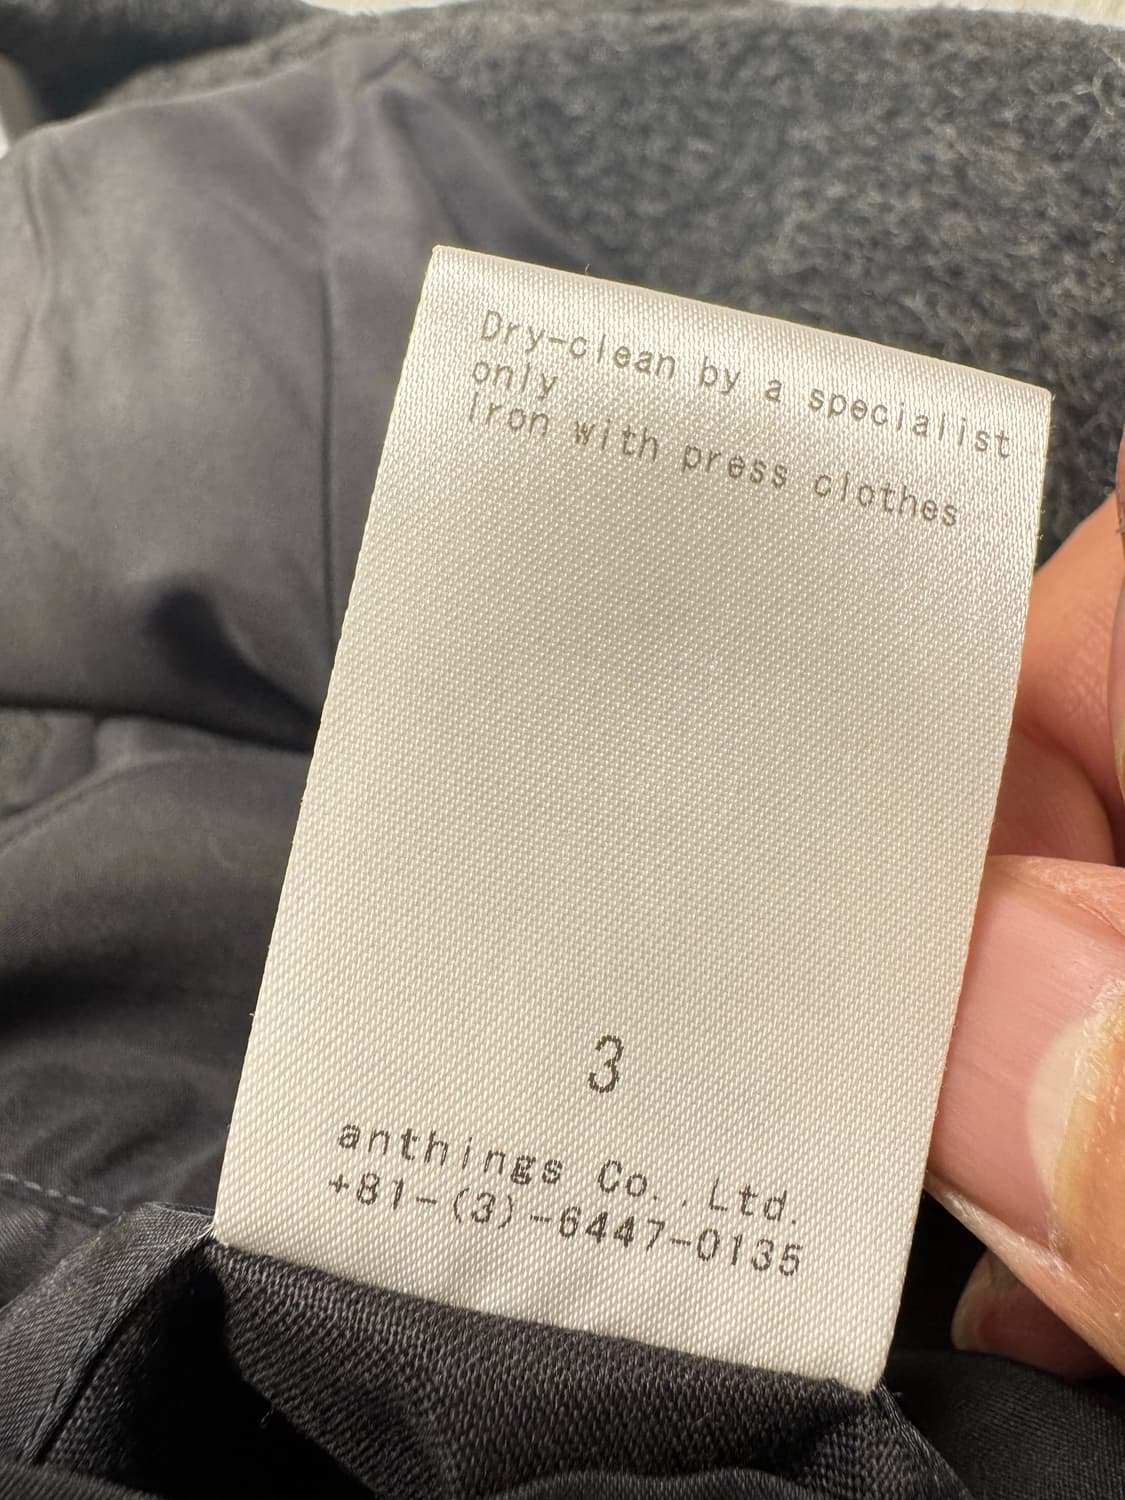 Dry-clean by a specialist
only
Iron with press clothes
3
anthings Co.,Ltd.
+81-(3)-6447-0135